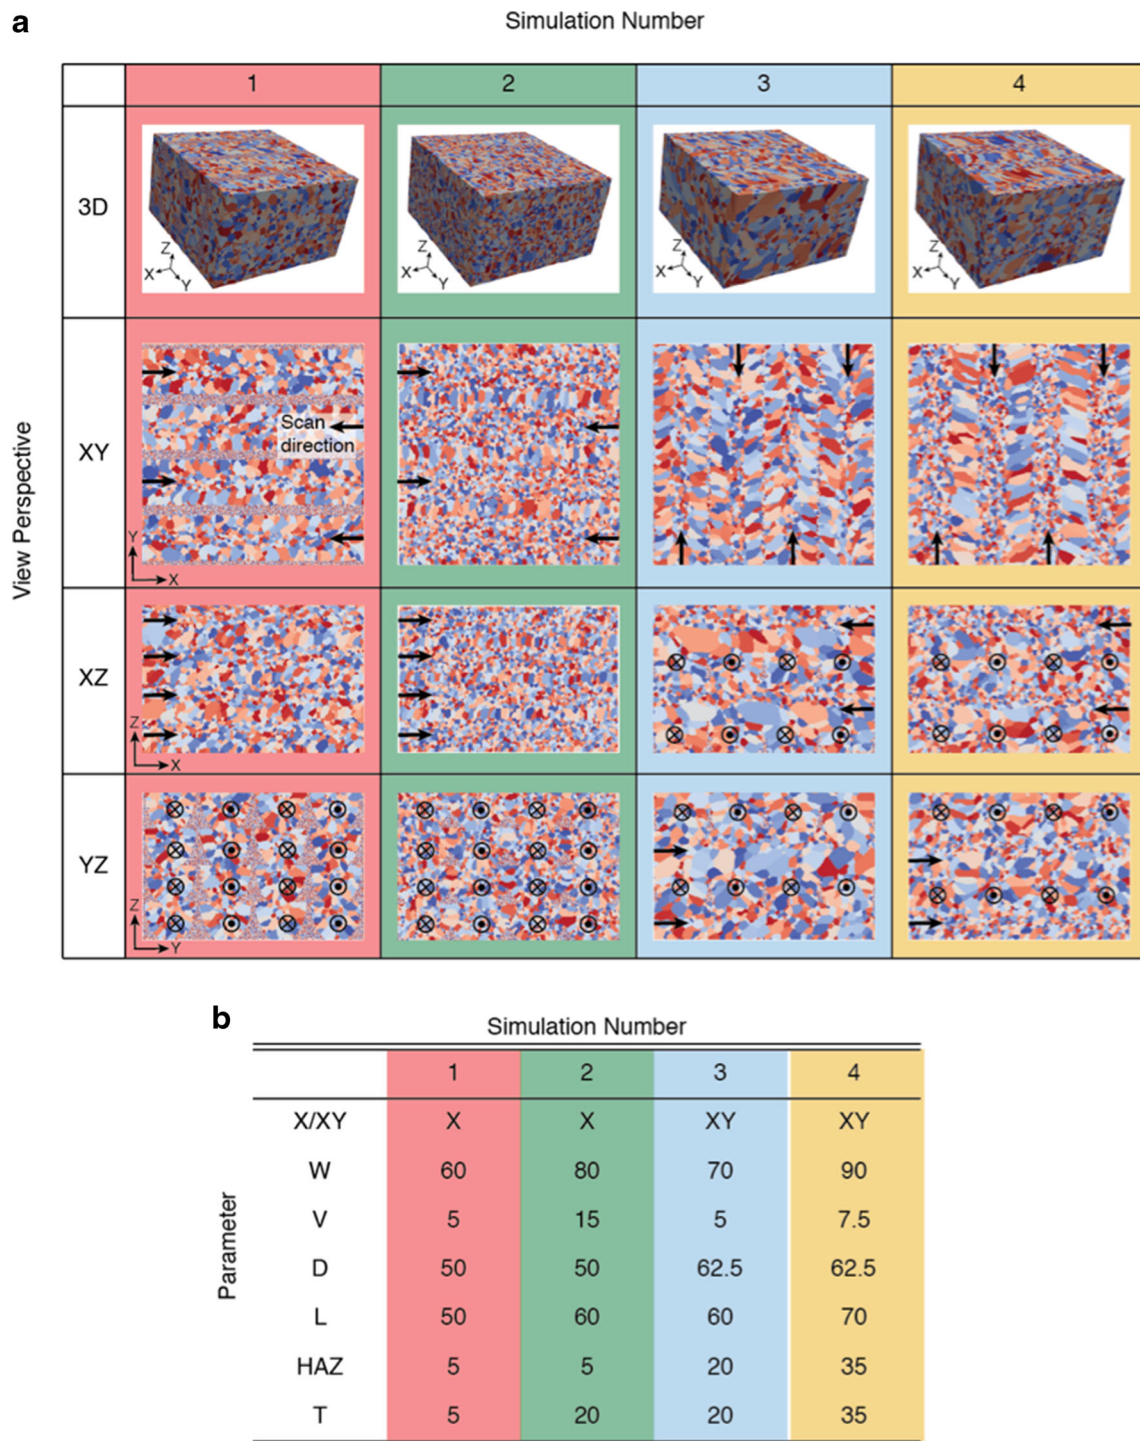 a
Simulation Number
1 2 3 4
View Perspective
3D
Z X Y
Z X Y
Z X Y
Z X Y
XY
Scan
direction
Y
X
XZ
Z
X
YZ
Z
Y
b
Simulation Number
1 2 3 4
Parameter
X/XY X X XY XY
W 60 80 70 90
V 5 15 5 7.5
D 50 50 62.5 62.5
L 50 60 60 70
HAZ 5 5 20 35
T 5 20 20 35